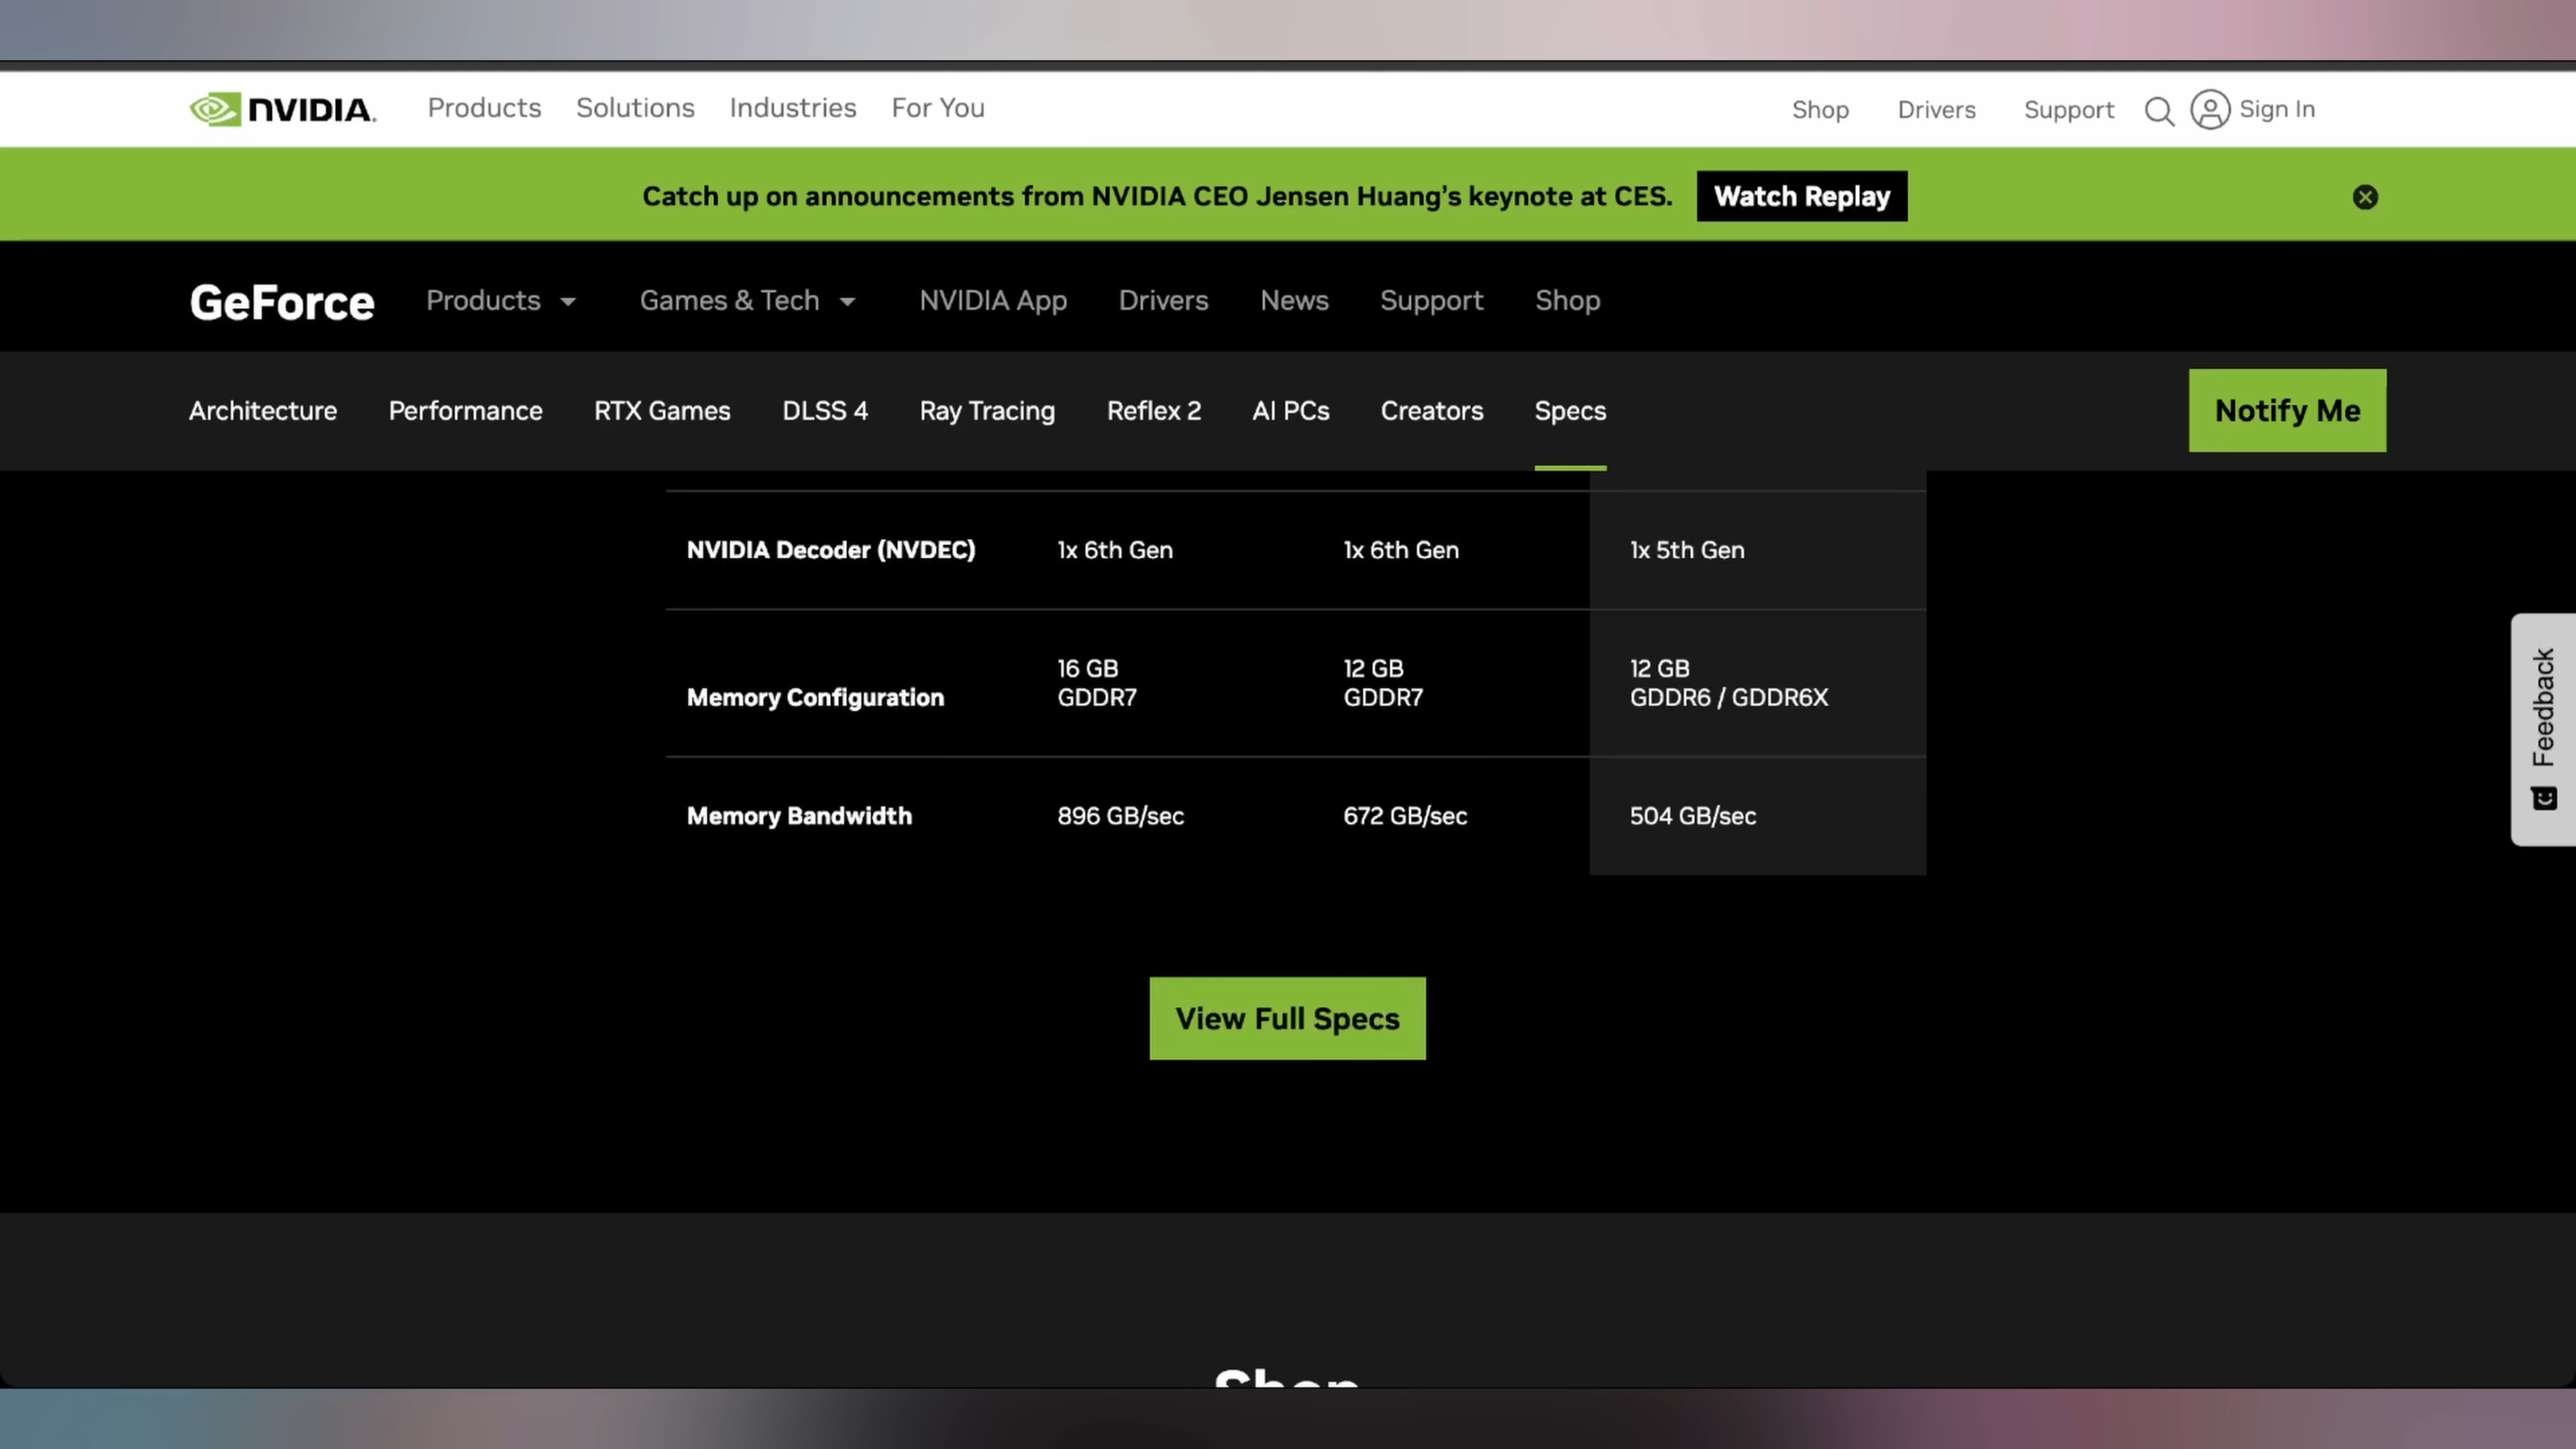 NVIDIA.
Products Solutions Industries For You
Shop Drivers Support Sign In
Catch up on announcements from NVIDIA CEO Jensen Huang's keynote at CES. Watch Replay
GeForce Products Games & Tech NVIDIA App Drivers News Support Shop
Architecture Performance RTX Games DLSS 4 Ray Tracing Reflex 2 AI PCs Creators Specs
Notify Me
NVIDIA Decoder (NVDEC) 1x 6th Gen 1x 6th Gen 1x 5th Gen
16 GB 12 GB 12 GB
Memory Configuration GDDR7 GDDR7 GDDR6 / GDDR6X
Memory Bandwidth 896 GB/sec 672 GB/sec 504 GB/sec
Feedback
View Full Specs
Shop